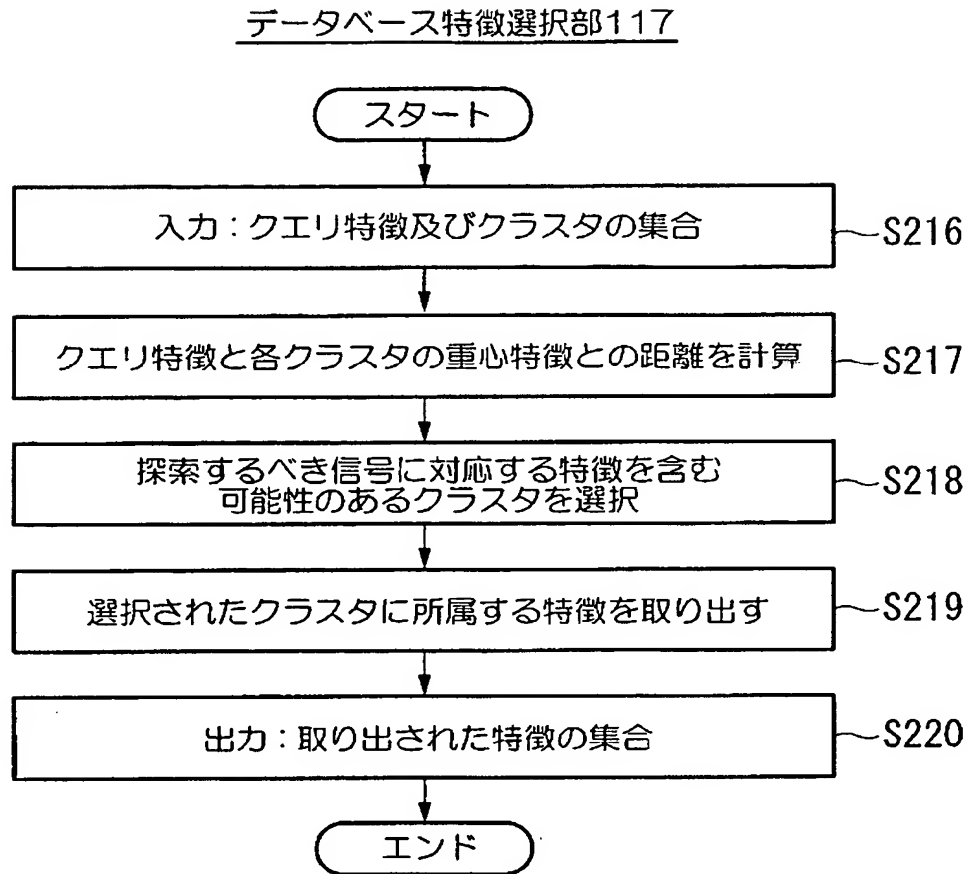 データベース特徴選択部117
スタート
入力：クエリ特徴及びクラスタの集合
S216
クエリ特徴と各クラスタの重心特徴との距離を計算
S217
探索するべき信号に対応する特徴を含む
可能性のあるクラスタを選択
S218
選択されたクラスタに所属する特徴を取り出す
S219
出力：取り出された特徴の集合
S220
エンド